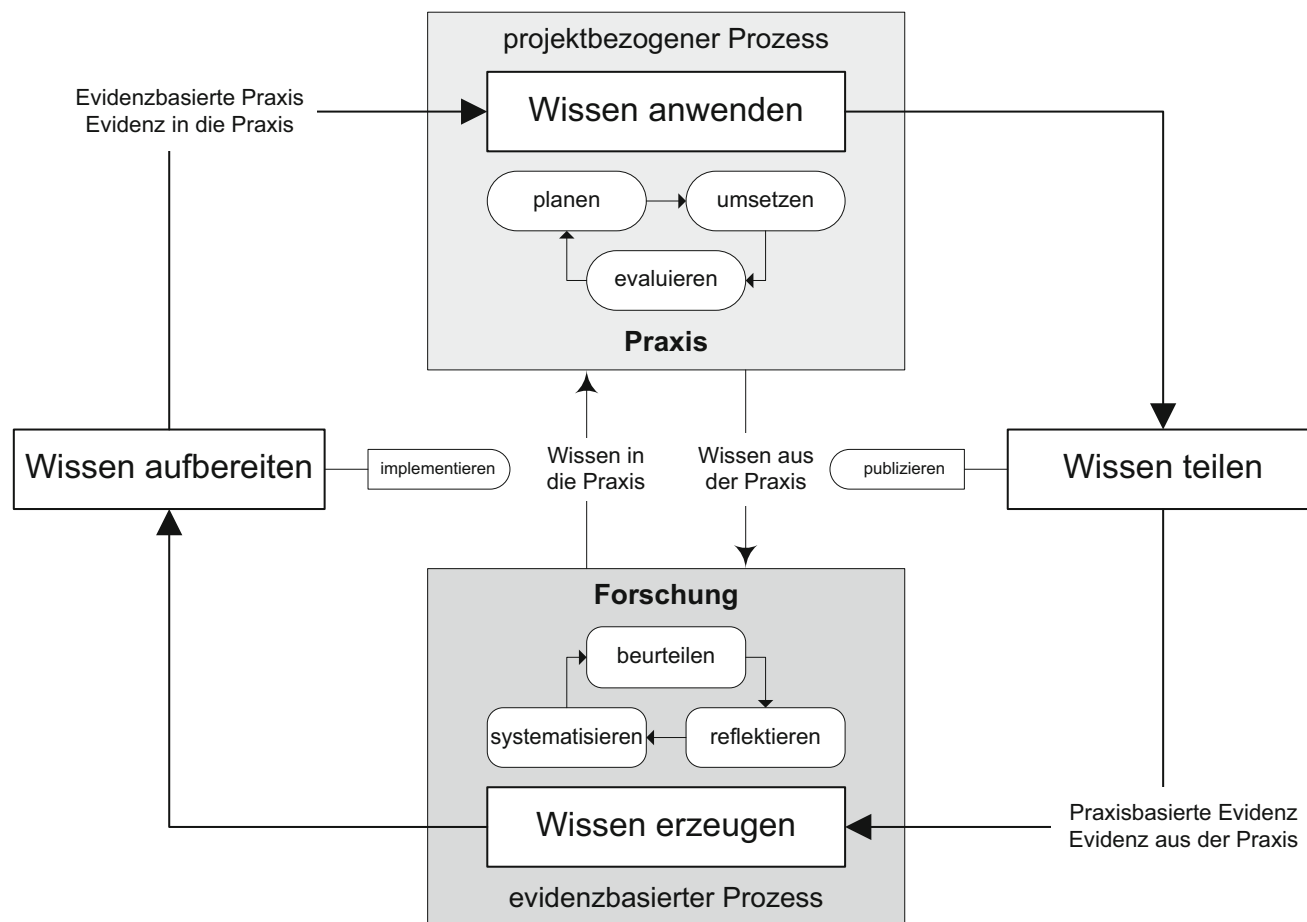 projektbezogener Prozess
Wissen anwenden
Evidenzbasierte Praxis
Evidenz in die Praxis
planen
umsetzen
evaluieren
Praxis
Wissen aufbereiten
implementieren
Wissen in
die Praxis
Wissen aus
der Praxis
publizieren
Wissen teilen
Forschung
beurteilen
systematisieren
reflektieren
Wissen erzeugen
Praxisbasierte Evidenz
Evidenz aus der Praxis
evidenzbasierter Prozess